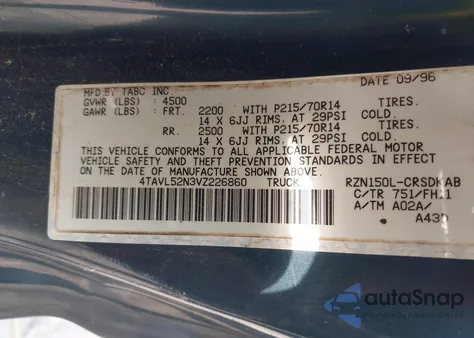 MFD.BY TABC INC. DATE 09/96
GVWR (LBS) : 4500
GAWR (LBS) : FRT. 2200 WITH P215/70R14 TIRES.
14 X 6JJ RIMS. AT 29PSI COLD.
RR. 2500 WITH P215/70R14 TIRES.
14 X 6JJ RIMS. AT 29PSI COLD.
THIS VEHICLE CONFORMS TO ALL APPLICABLE FEDERAL MOTOR
VEHICLE SAFETY AND THEFT PREVENTION STANDARDS IN EFFECT
ON THE DATE OF MANUFACTURE SHOWN ABOVE.
4TAVL52N3VZ226860 TRUCK RZN150L-CRSDKAB
C/TR 751/FH11
A/TM A02A/
A43D
autoSnap